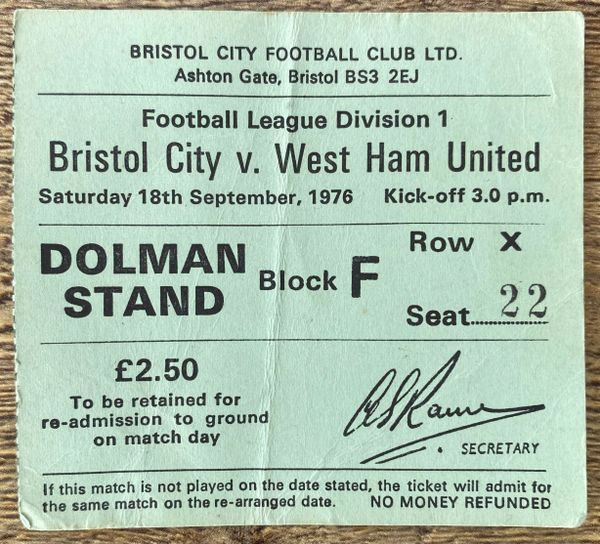 BRISTOL CITY FOOTBALL CLUB LTD.
Ashton Gate, Bristol BS3 2EJ
Football League Division 1
Bristol City v. West Ham United
Saturday 18th September, 1976 Kick-off 3.0 p.m.
DOLMAN
STAND
Block F
Row X
Seat.............22
£2.50
To be retained for
re-admission to ground
on match day
SECRETARY
If this match is not played on the date stated, the ticket will admit for
the same match on the re-arranged date. NO MONEY REFUNDED